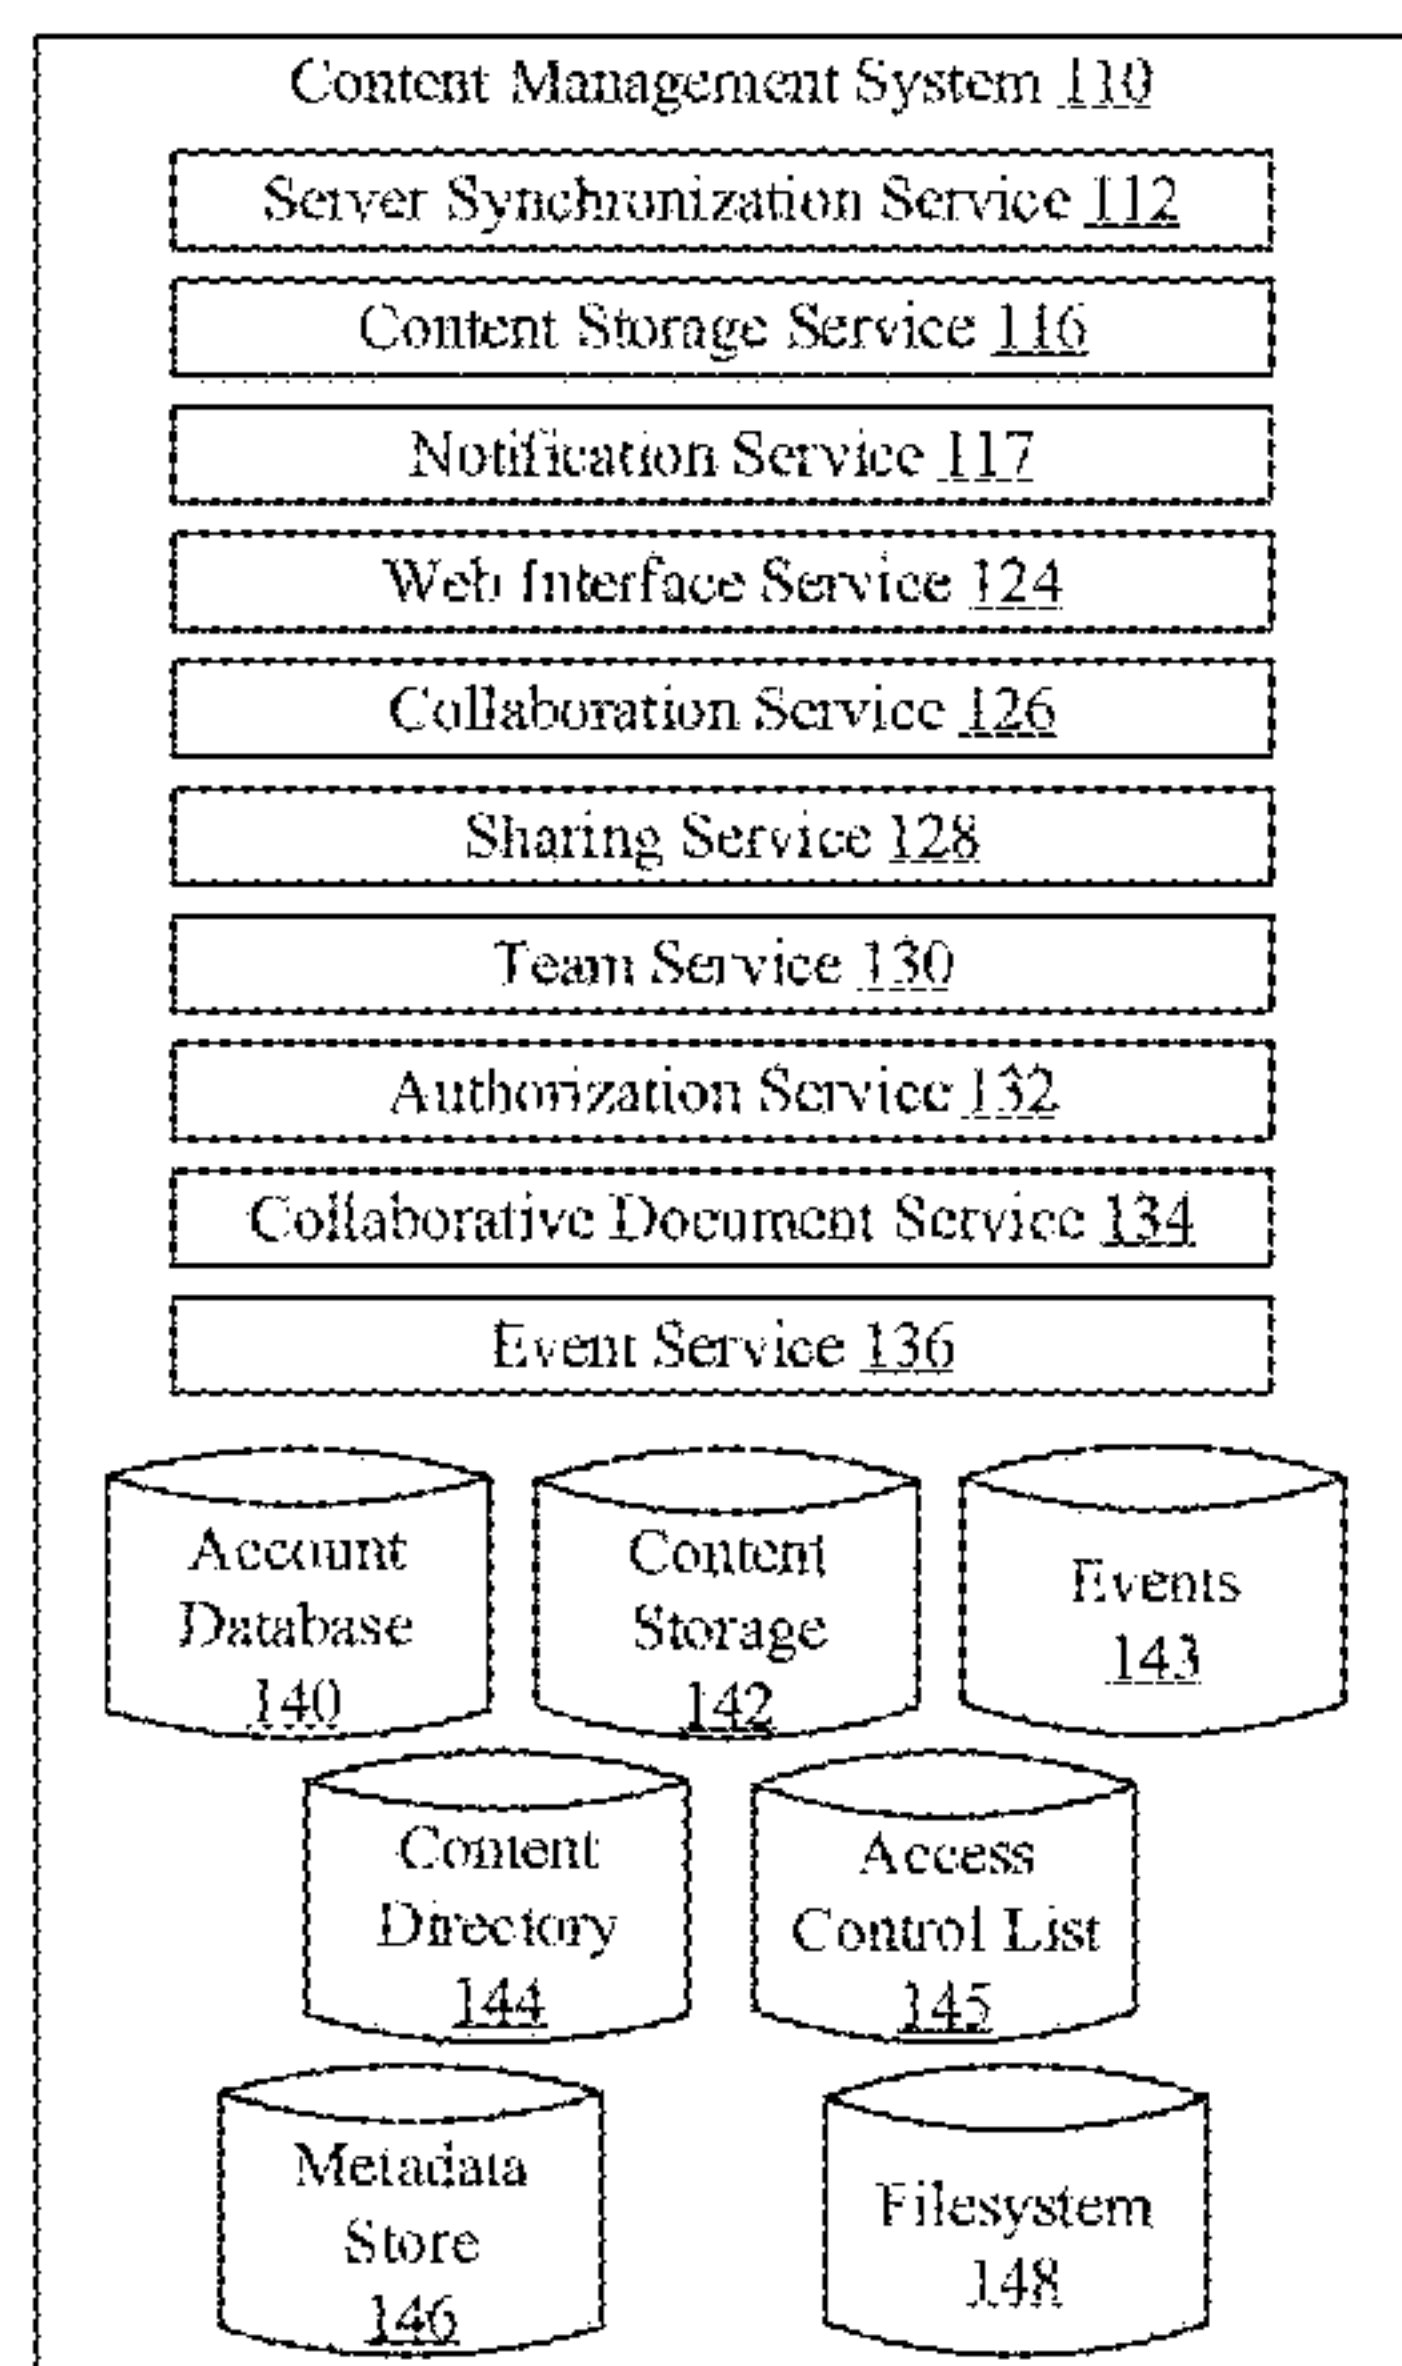 Content Management System 110
Server Synchronization Service 112
Content Storage Service 116
Notification Service 117
Web Interface Service 124
Collaboration Service 126
Sharing Service 128
Team Service 130
Authorization Service 132
Collaborative Document Service 134
Event Service 136
Account
Database
140
Content
Storage
142
Events
143
Content
Directory
144
Access
Control List
145
Metadata
Store
146
Filesystem
148